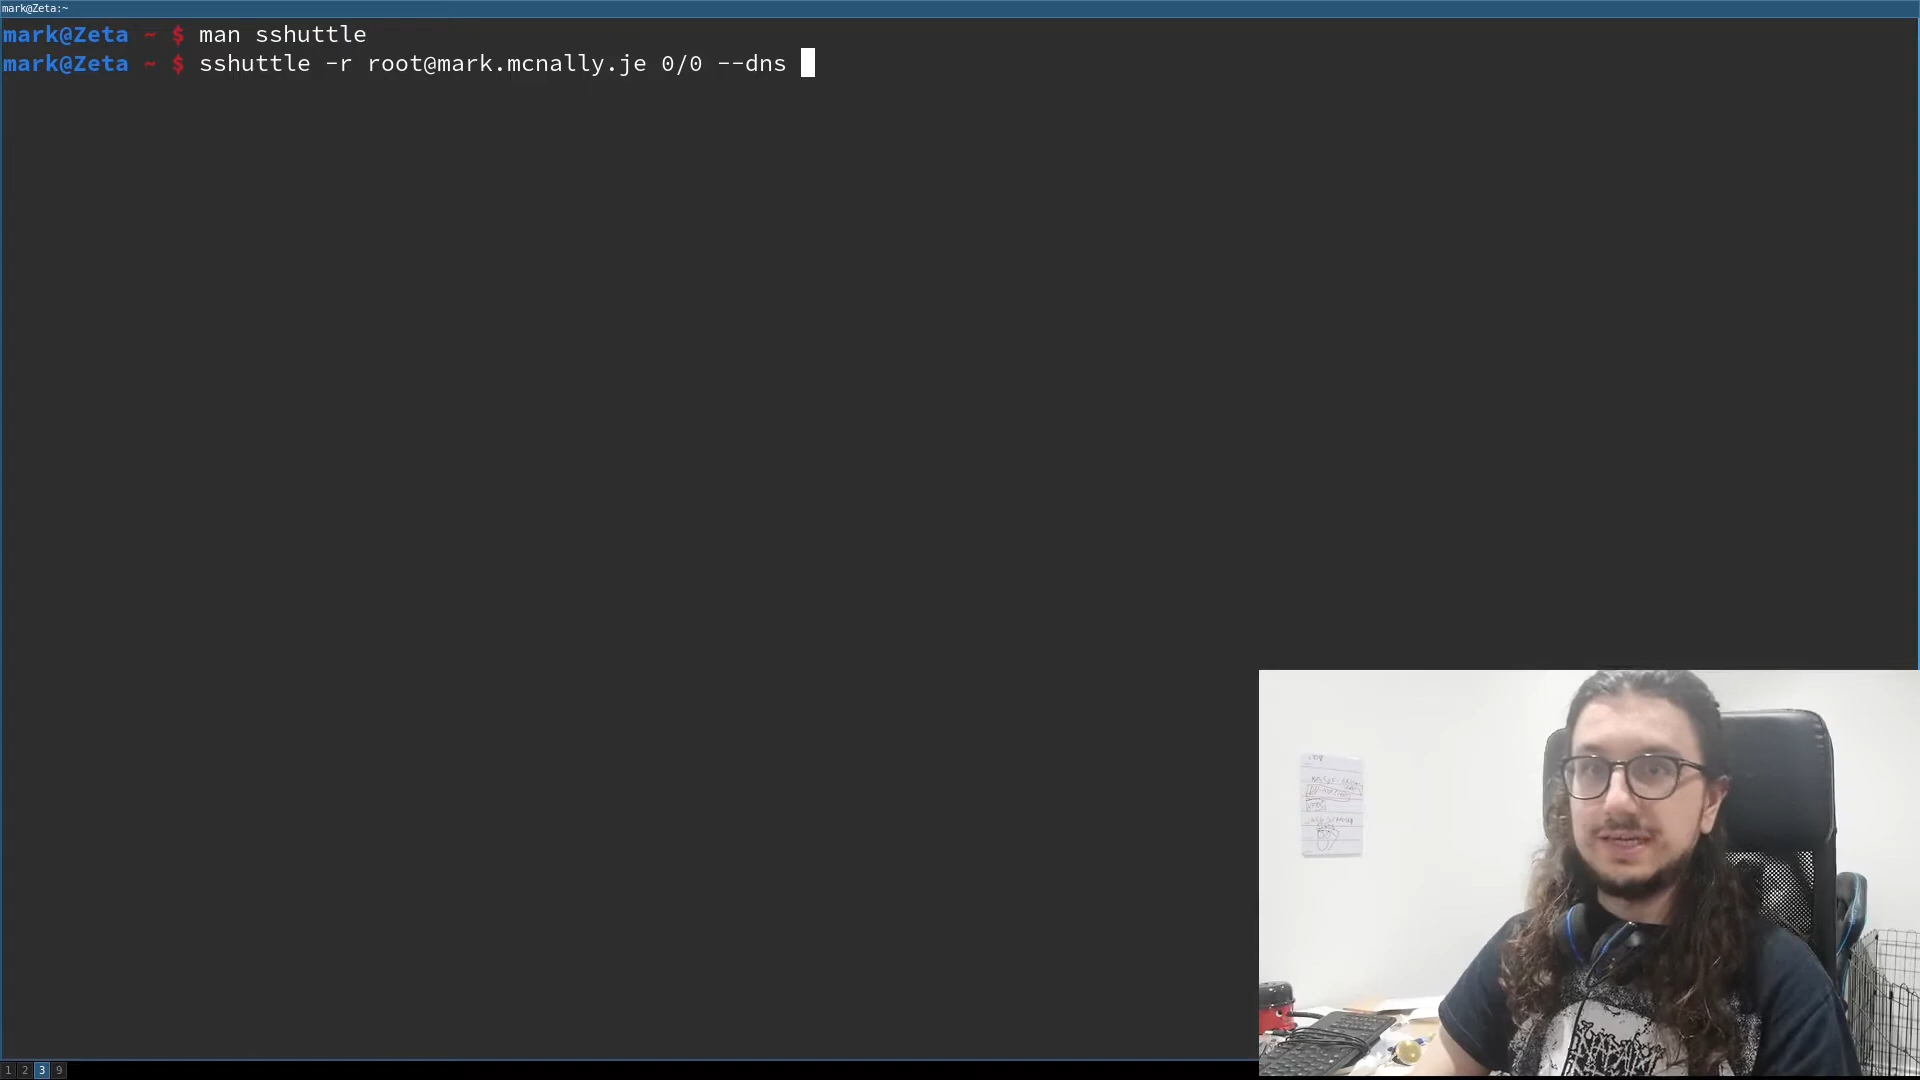 mark@Zeta:~
mark@Zeta ~ $ man sshuttle
mark@Zeta ~ $ sshuttle -r root@mark.mcnally.je 0/0 --dns
1 2 3 9